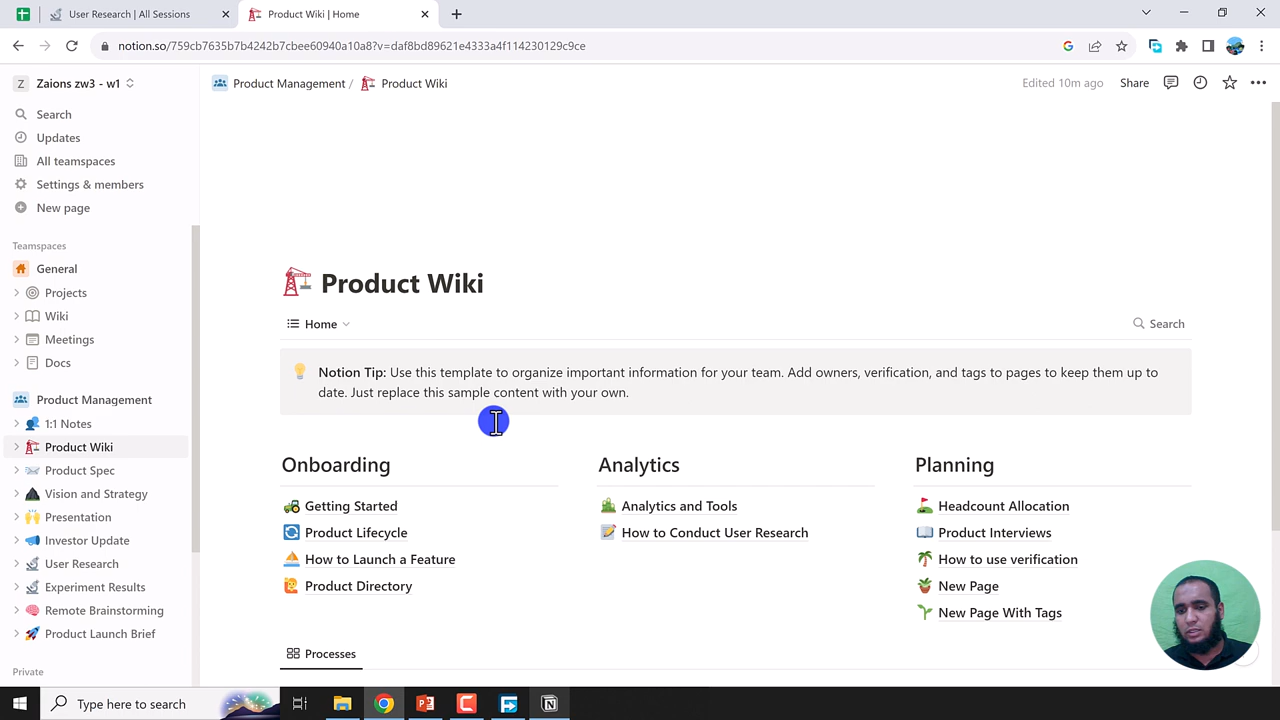 User Research | All Sessions
Product Wiki | Home
notion.so/759cb7635b7b4242b7cbee60940a10a8?v=daf8bd89621e4333a4f114230129c9ce
Z Zaions zw3 - w1
Product Management / Product Wiki
Edited 10m ago
Share
Search
Updates
All teamspaces
Settings & members
New page
Teamspaces
General
Projects
Wiki
Meetings
Docs
Product Management
1:1 Notes
Product Wiki
Product Spec
Vision and Strategy
Presentation
Investor Update
User Research
Experiment Results
Remote Brainstorming
Product Launch Brief
Private
Product Wiki
Home
Search
Notion Tip: Use this template to organize important information for your team. Add owners, verification, and tags to pages to keep them up to
date. Just replace this sample content with your own.
Onboarding
Getting Started
Product Lifecycle
How to Launch a Feature
Product Directory
Analytics
Analytics and Tools
How to Conduct User Research
Planning
Headcount Allocation
Product Interviews
How to use verification
New Page
New Page With Tags
Processes
Type here to search